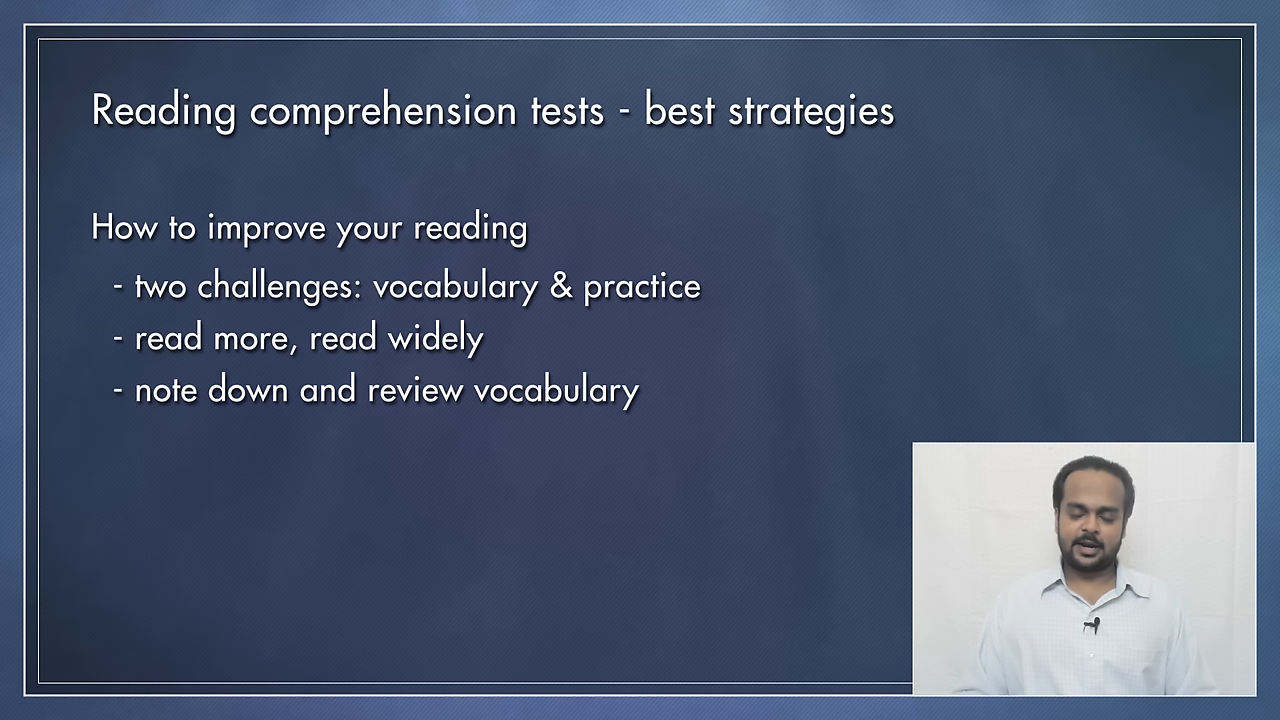 Reading comprehension tests - best strategies
How to improve your reading
- two challenges: vocabulary & practice
- read more, read widely
- note down and review vocabulary